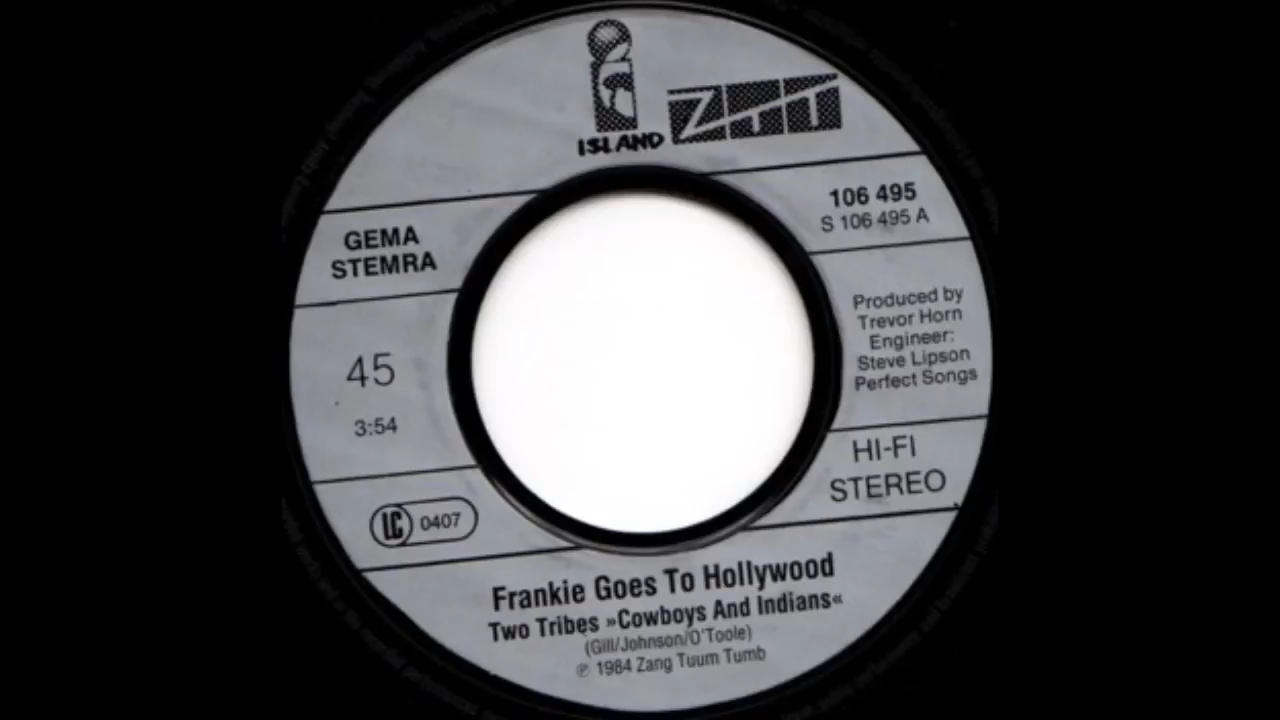 ISLAND
ZTT
106 495
S 106 495 A
GEMA
STEMRA
45
3:54
Produced by
Trevor Horn
Engineer:
Steve Lipson
Perfect Songs
HI-FI
STEREO
LC 0407
Frankie Goes To Hollywood
Two Tribes »Cowboys And Indians«
(Gill/Johnson/O'Toole)
℗ 1984 Zang Tuum Tumb